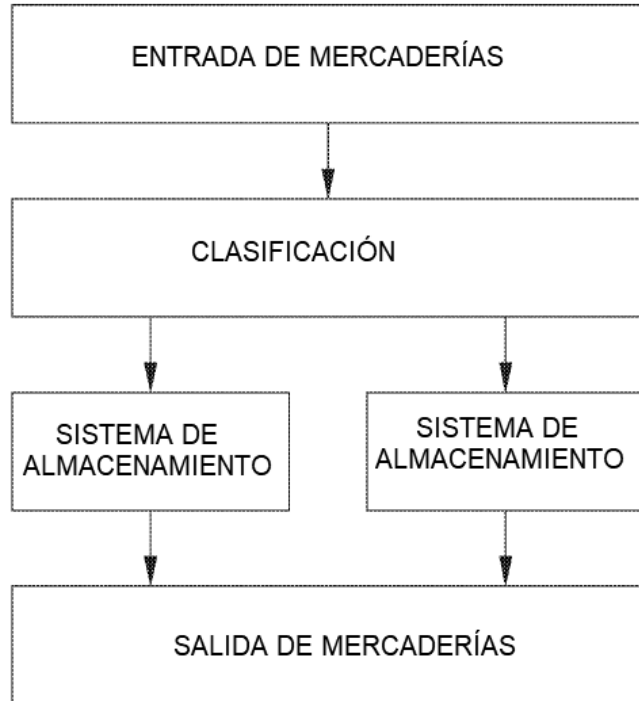 ENTRADA DE MERCADERÍAS
CLASIFICACIÓN
SISTEMA DE
ALMACENAMIENTO
SISTEMA DE
ALMACENAMIENTO
SALIDA DE MERCADERÍAS